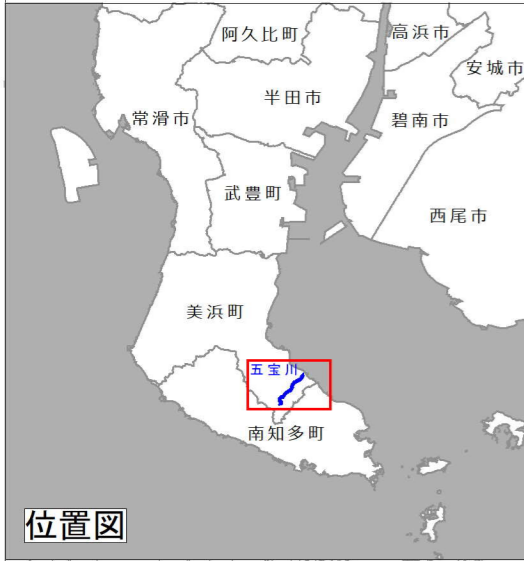 阿久比町
高浜市
安城市
半田市
常滑市
碧南市
武豊町
西尾市
美浜町
五宝川
南知多町
位置図